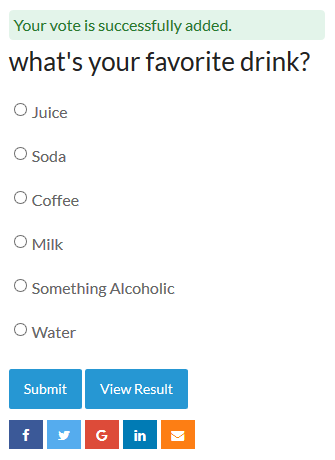 Your vote is successfully added.
what's your favorite drink?
Juice
Soda
Coffee
Milk
Something Alcoholic
Water
Submit View Result
f G in